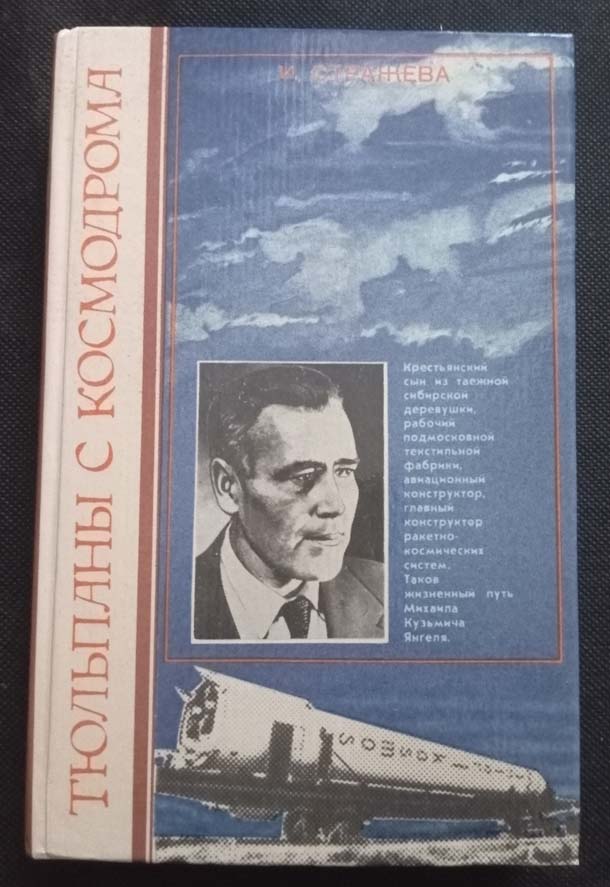 ТЮЛЬПАНЫ С КОСМОДРОМА
И. СТРАЖЕВА
Крестьянский
сын из таежной
сибирской
деревушки,
рабочий
подмосковной
текстильной
фабрики,
авиационный
конструктор,
главный
конструктор
ракетно-
космических
систем.
Таков
жизненный путь
Михаила
Кузьмича
Янгеля.